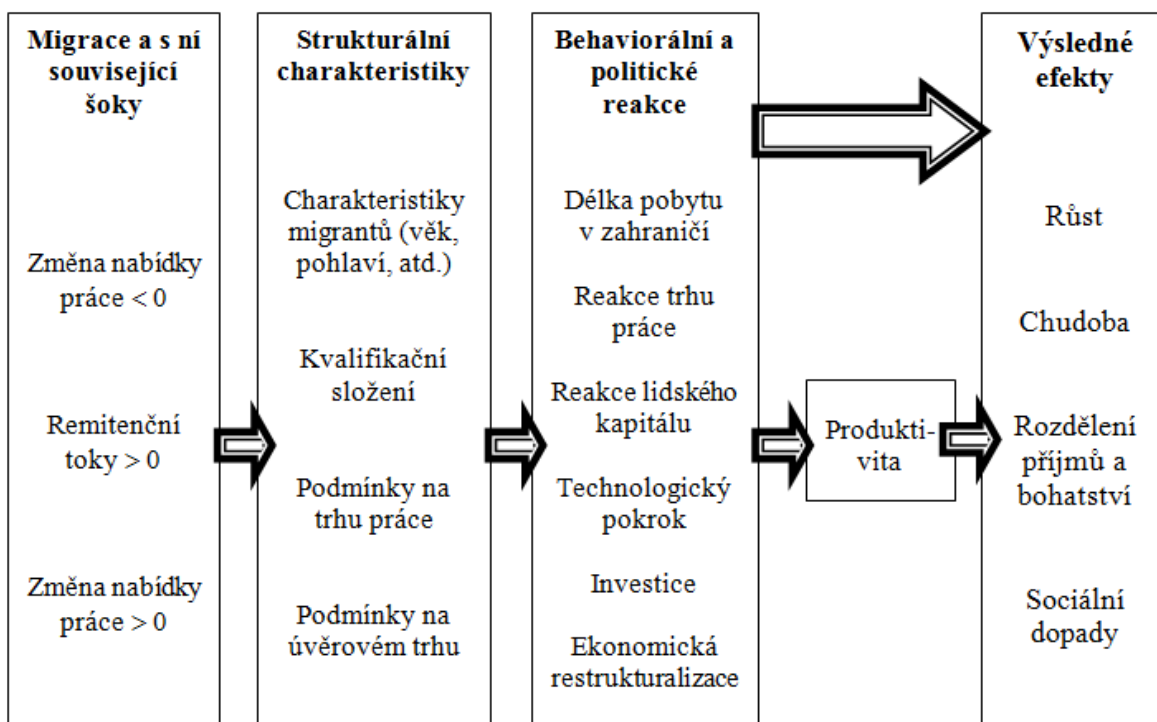 Migrace a s ní
související
šoky
Změna nabídky
práce < 0
Remitenční
toky > 0
Změna nabídky
práce > 0
Strukturální
charakteristiky
Charakteristiky
migrantů (věk,
pohlaví, atd.)
Kvalifikační
složení
Podmínky na
trhu práce
Podmínky na
úvěrovém trhu
Behaviorální a
politické
reakce
Délka pobytu
v zahraničí
Reakce trhu
práce
Reakce lidského
kapitálu
Technologický
pokrok
Investice
Ekonomická
restrukturalizace
Produkti-
vita
Výsledné
efekty
Růst
Chudoba
Rozdělení
příjmů a
bohatství
Sociální
dopady